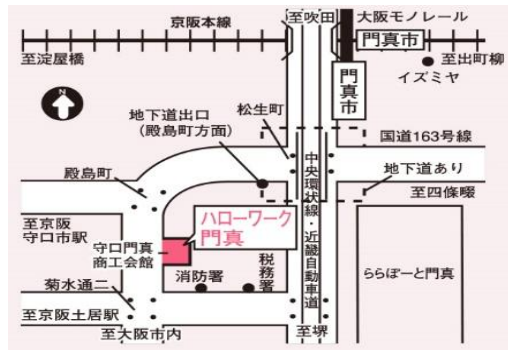 京阪本線
至吹田
大阪モノレール
門真市
至淀屋橋
至出町柳
イズミヤ
門真市
N
地下道出口
(殿島町方面)
松生町
国道163号線
殿島町
中央環状線・近畿自動車道
地下道あり
至四條畷
至京阪
守口市駅
ハローワーク
門真
守口門真
商工会館
消防署
税務署
ららぽーと門真
菊水通二
至京阪土居駅
至大阪市内
至堺